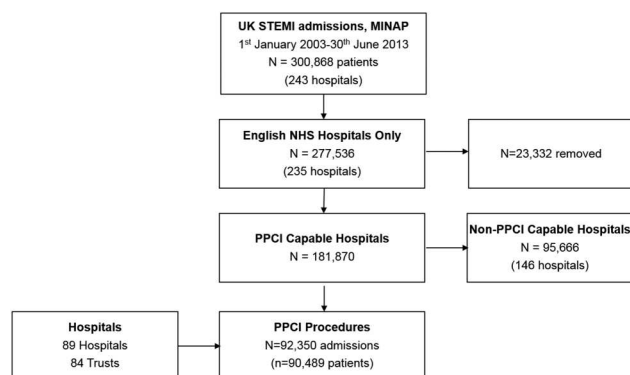 UK STEMI admissions, MINAP
1st January 2003-30th June 2013
N = 300,868 patients
(243 hospitals)
English NHS Hospitals Only
N = 277,536
(235 hospitals)
N=23,332 removed
PPCI Capable Hospitals
N = 181,870
Non-PPCI Capable Hospitals
N = 95,666
(146 hospitals)
Hospitals
89 Hospitals
84 Trusts
PPCI Procedures
N=92,350 admissions
(n=90,489 patients)